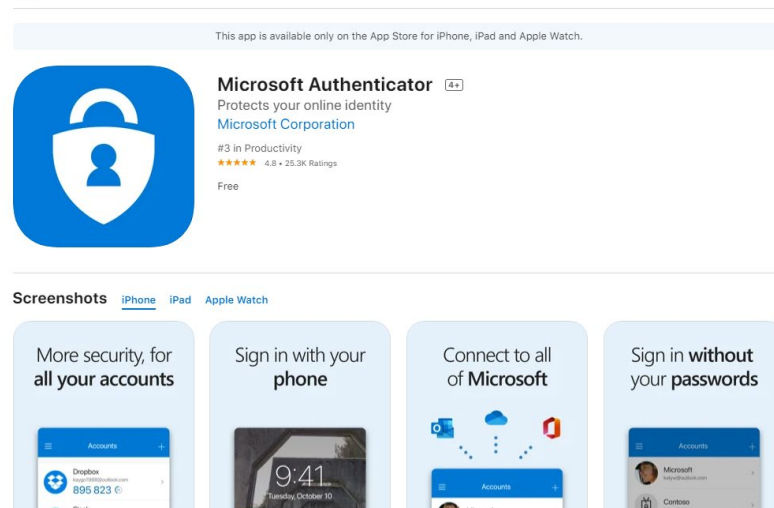 This app is available only on the App Store for iPhone, iPad and Apple Watch.
Microsoft Authenticator 4+
Protects your online identity
Microsoft Corporation
#3 in Productivity
★★★★★ 4.8 • 25.3K Ratings
Free
Screenshots iPhone iPad Apple Watch
More security, for
all your accounts
Accounts
Dropbox
895 823
Sign in with your
phone
9:41
Tuesday, October 10
Connect to all
of Microsoft
Accounts
Sign in without
your passwords
Accounts
Microsoft
Contoso